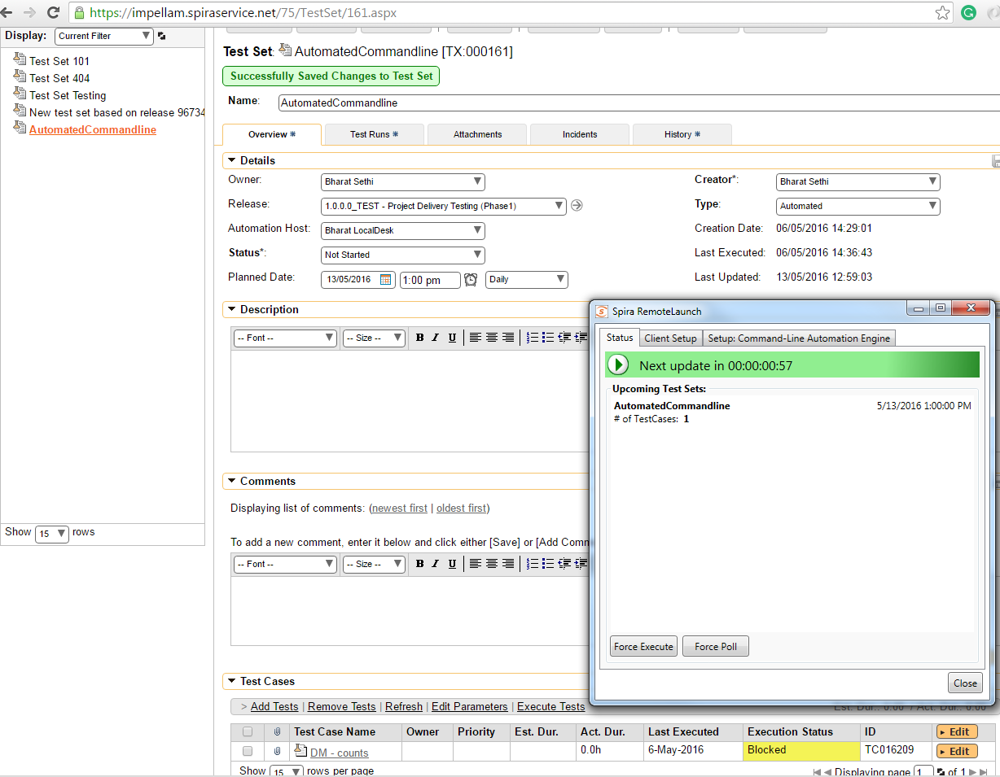 https://impellam.spiraservice.net/75/TestSet/161.aspx
Display: Current Filter
Test Set 101
Test Set 404
Test Set Testing
New test set based on release 96734
AutomatedCommandline
Show 15 rows
Test Set: AutomatedCommandline [TX:000161]
Successfully Saved Changes to Test Set
Name: AutomatedCommandline
Overview * Test Runs * Attachments Incidents History *
Details
Owner: Bharat Sethi Creator*: Bharat Sethi
Release: 1.0.0.0_TEST - Project Delivery Testing (Phase1) Type: Automated
Automation Host: Bharat LocalDesk Creation Date: 06/05/2016 14:29:01
Status*: Not Started Last Executed: 06/05/2016 14:36:43
Planned Date: 13/05/2016 1:00 pm Daily Last Updated: 13/05/2016 12:59:03
Description
-- Font -- -- Size -- B I U
Comments
Displaying list of comments: (newest first | oldest first)
To add a new comment, enter it below and click either [Save] or [Add Comm
-- Font -- -- Size -- B I U
Spira RemoteLaunch
Status Client Setup Setup: Command-Line Automation Engine
Next update in 00:00:00:57
Upcoming Test Sets:
AutomatedCommandline 5/13/2016 1:00:00 PM
# of TestCases: 1
Force Execute Force Poll
Close
Test Cases
> Add Tests | Remove Tests | Refresh | Edit Parameters | Execute Tests Est. Dur.: 0.00 / Act. Dur.: 0.00
Test Case Name Owner Priority Est. Dur. Act. Dur. Last Executed Execution Status ID Edit
DM - counts 0.0h 6-May-2016 Blocked TC016209 Edit
Show 15 rows per page Displaying page 1 of 1